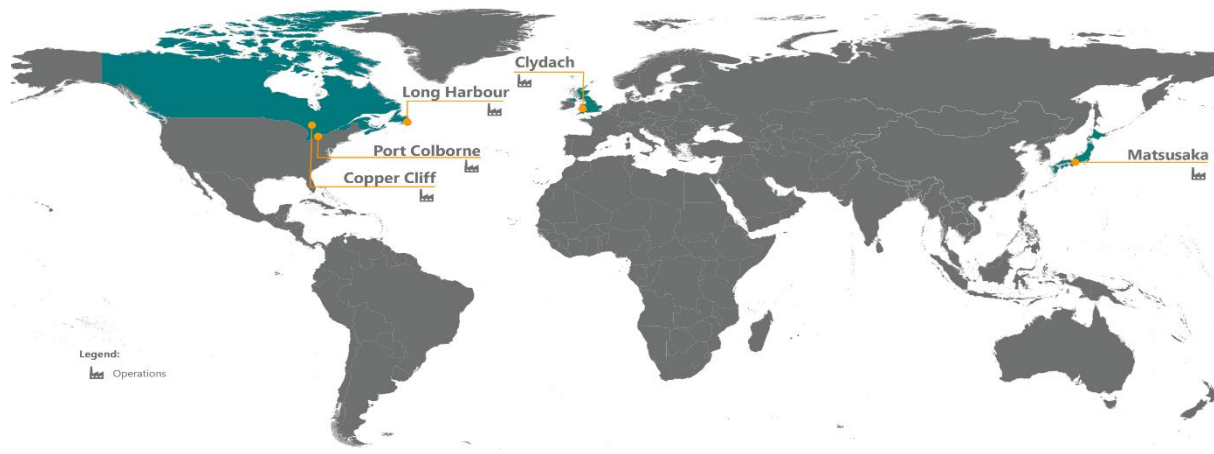 Clydach
Long Harbour
Port Colborne
Matsusaka
Copper Cliff
Legend:
Operations